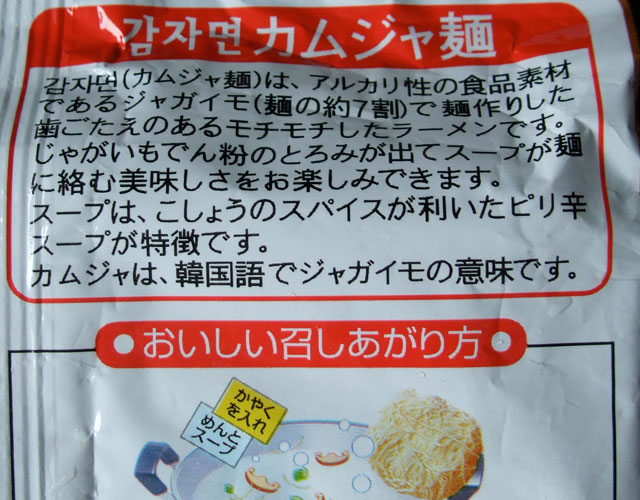 감자면 カムジャ麺
감자면(カムジャ麺)は、アルカリ性の食品素材
であるジャガイモ(麺の約7割)で麺作りした
歯ごたえのあるモチモチしたラーメンです。
じゃがいもでん粉のとろみが出てスープが麺
に絡む美味しさをお楽しみできます。
スープは、こしょうのスパイスが利いたピリ辛
スープが特徴です。
カムジャは、韓国語でジャガイモの意味です。
おいしい召しあがり方
かやく
を入れ
めんと
スープ